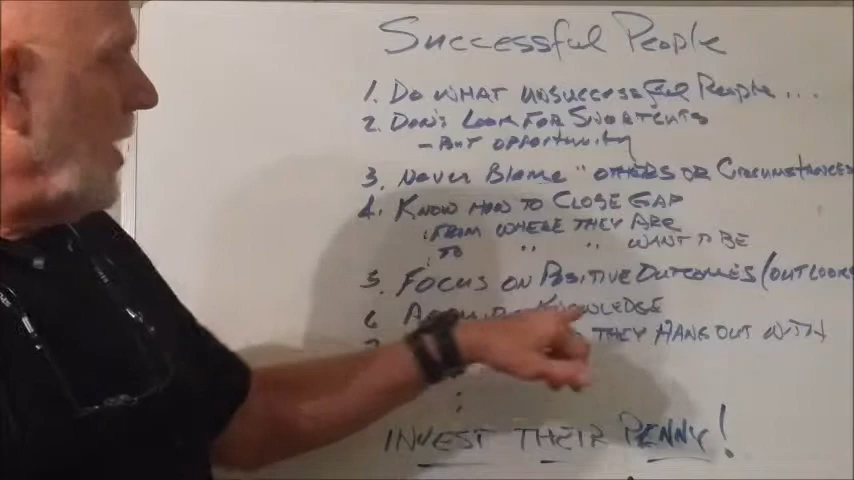 Successful People
1. Do What unsuccessful People...
2. Don't Look For Shortcuts
- But opportunity
3. Never Blame "others or Circumstances
4. Know How to Close Gap
From Where They Are
To " " Want To Be
5. Focus on Positive Outcomes/(outlook
6 Knowledge
7 They Hang out with
Invest Their Penny!